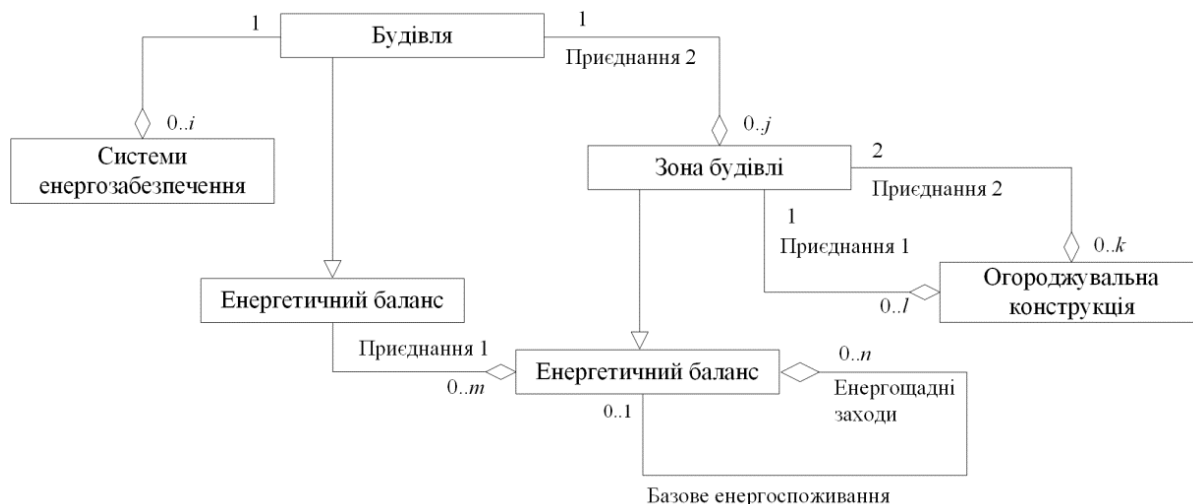 1
Будівля
1
Приєднання 2
0..i
0..j
Системи
енергозабезпечення
Зона будівлі
2
Приєднання 2
1
Приєднання 1
0..k
Енергетичний баланс
Огороджувальна
конструкція
0..l
Приєднання 1
0..m
Енергетичний баланс
0..n
0..1
Енергощадні
заходи
Базове енергоспоживання